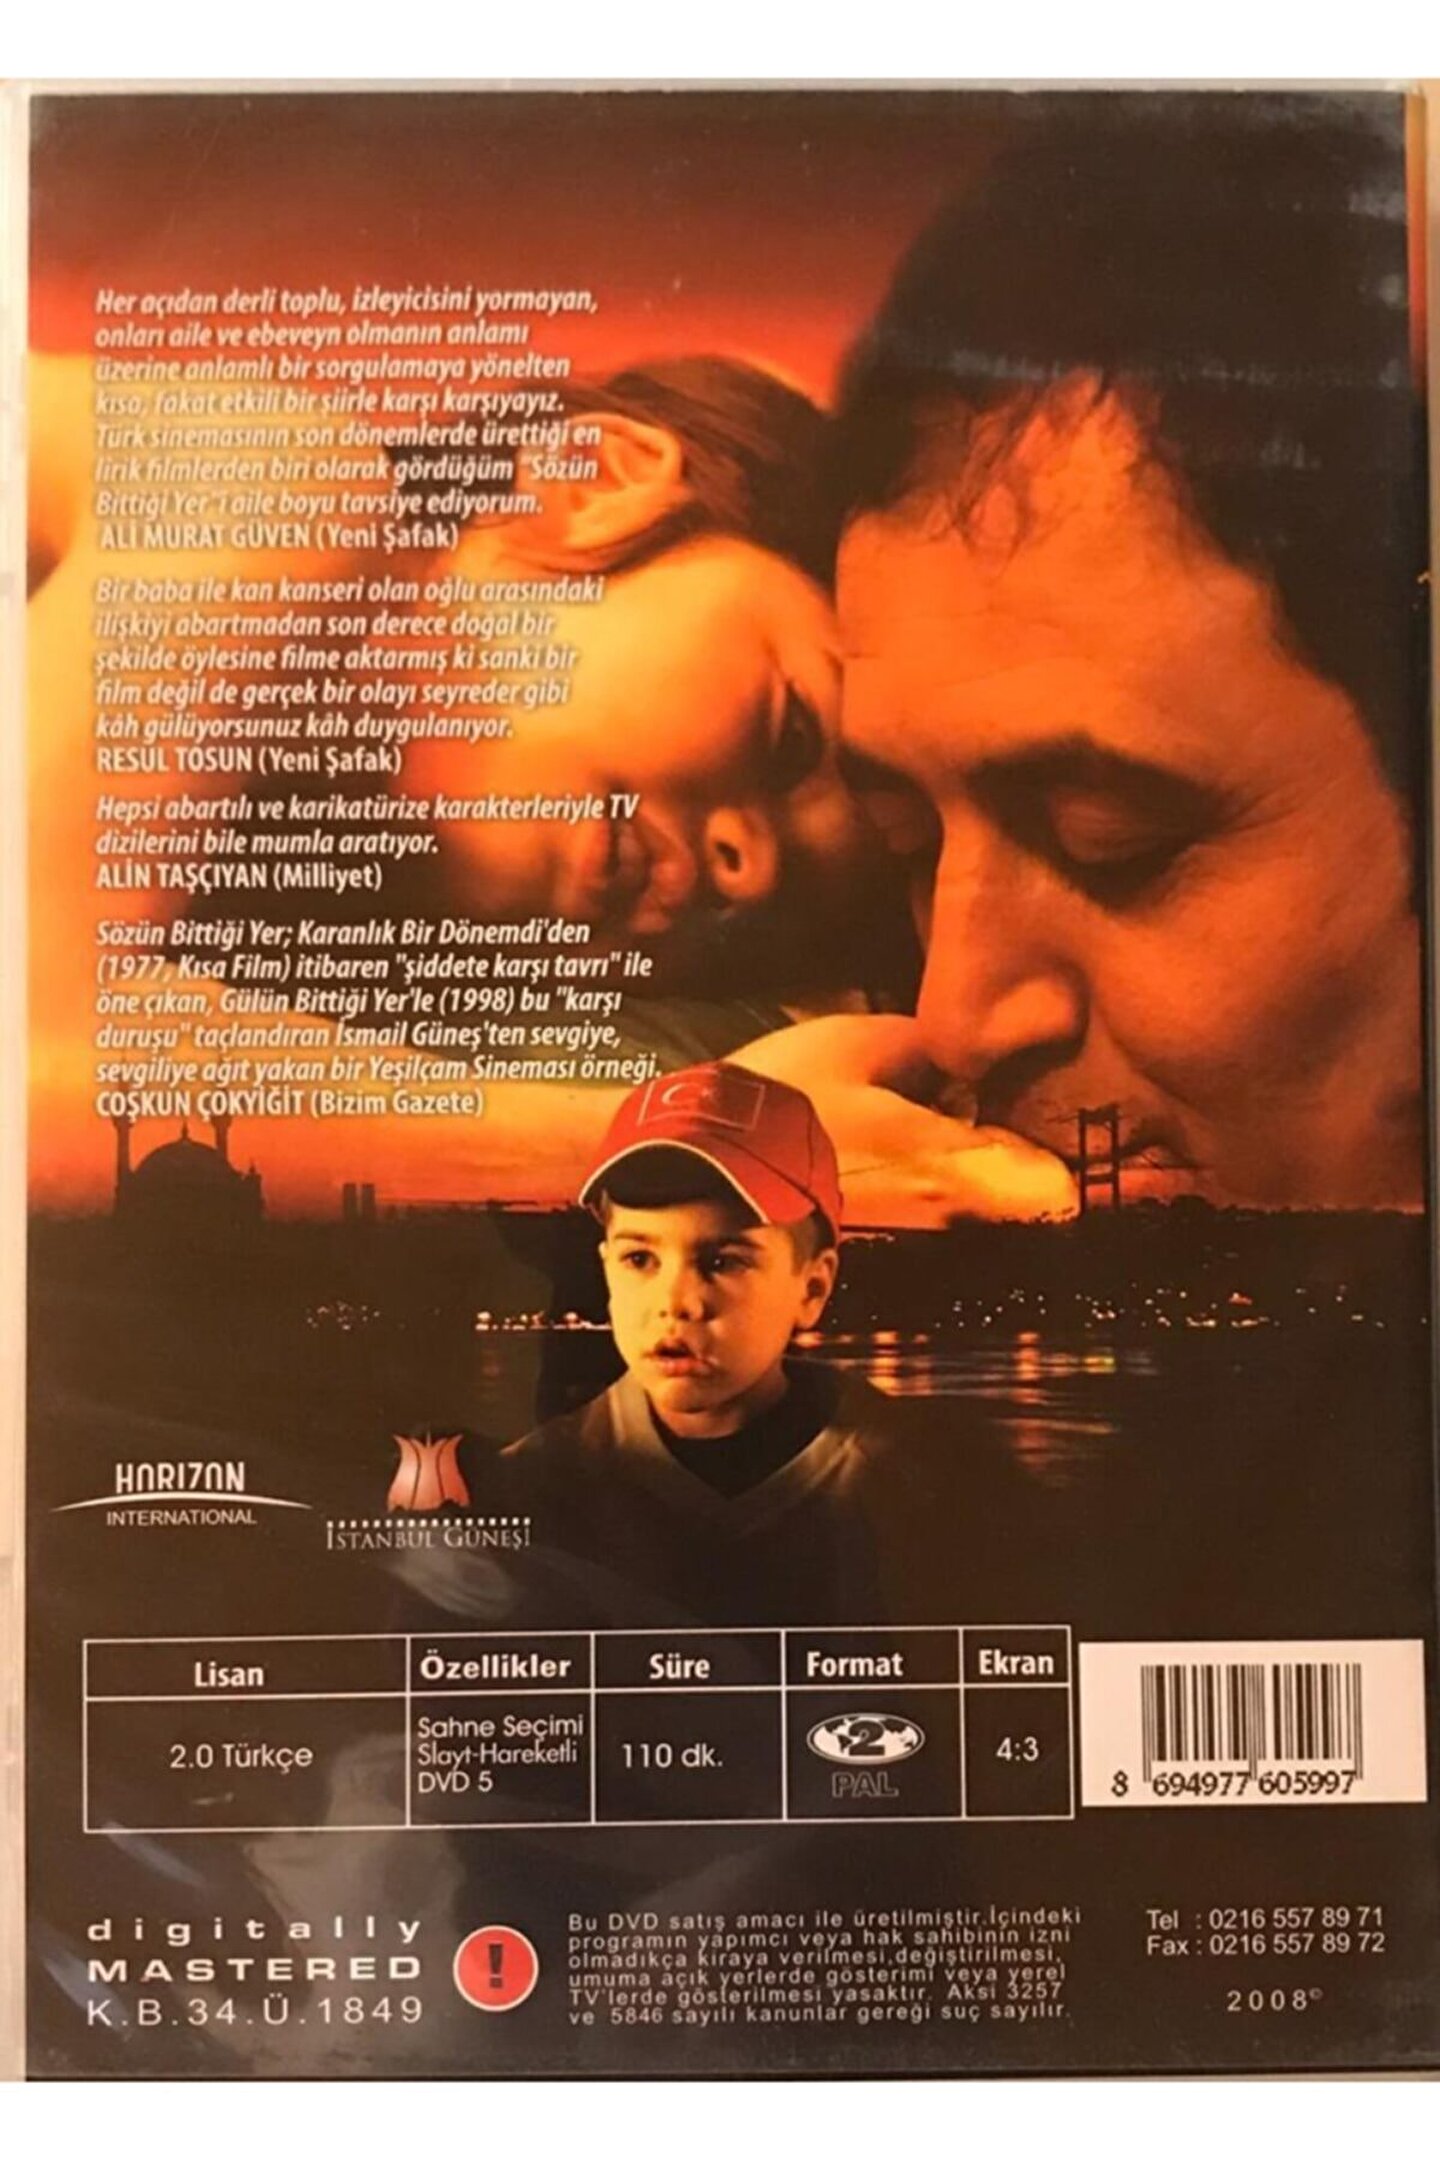 Her açıdan derli toplu, izleyicisini yormayan,
onları aile ve ebeveyn olmanın anlamı
üzerine anlamlı bir sorgulamaya yönelten
kısa, fakat etkili bir şiirle karşı karşıyayız.
Türk sinemasının son dönemlerde ürettiği en
lirik filmlerden biri olarak gördüğüm "Sözün
Bittiği Yer"i aile boyu tavsiye ediyorum.
ALİ MURAT GÜVEN (Yeni Şafak)
Bir baba ile kan kanseri olan oğlu arasındaki
ilişkiyi abartmadan son derece doğal bir
şekilde öylesine filme aktarmış ki sanki bir
film değil de gerçek bir olayı seyreder gibi
kâh gülüyorsunuz kâh duygulanıyor.
RESUL TOSUN (Yeni Şafak)
Hepsi abartılı ve karikatürize karakterleriyle TV
dizilerini bile mumla aratıyor.
ALİN TAŞÇIYAN (Milliyet)
Sözün Bittiği Yer; Karanlık Bir Dönemdi'den
(1977, Kısa Film) itibaren "şiddete karşı tavrı" ile
öne çıkan, Gülün Bittiği Yer'le (1998) bu "karşı
duruşu" taçlandıran İsmail Güneş'ten sevgiye,
sevgiliye ağıt yakan bir Yeşilçam Sineması örneği.
COŞKUN ÇOKYİĞİT (Bizim Gazete)
HORIZON
INTERNATIONAL
İSTANBUL GÜNEŞİ
Lisan Özellikler Süre Format Ekran
2.0 Türkçe
Sahne Seçimi
Slayt-Hareketli
DVD 5
110 dk.
2
PAL
4:3
8 694977 605997
digitally
MASTERED
K.B.34.Ü.1849
!
Bu DVD satış amacı ile üretilmiştir.İçindeki
programın yapımcı veya hak sahibinin izni
olmadıkça kiraya verilmesi,değiştirilmesi,
umuma açık yerlerde gösterimi veya yerel
TV'lerde gösterilmesi yasaktır. Aksi 3257
ve 5846 sayılı kanunlar gereği suç sayılır.
Tel : 0216 557 89 71
Fax : 0216 557 89 72
2008©